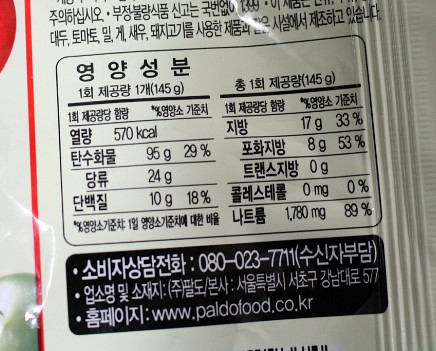 주의하십시오. • 부정불량식품 신고는 국번없이 1399 • 이 제품은
대두, 토마토, 밀, 게, 새우, 돼지고기를 사용한 제품과 같은 시설에서 제조하고 있습니다.
영 양 성 분
1회 제공량 1개(145 g) 총 1회 제공량(145 g)
1회 제공량당 함량 *%영양소 기준치 1회 제공량당 함량 *%영양소 기준치
열량 570 kcal 지방 17 g 33 %
탄수화물 95 g 29 % 포화지방 8 g 53 %
당류 24 g 트랜스지방 0 g
단백질 10 g 18 % 콜레스테롤 0 mg 0 %
*%영양소기준치: 1일 영양소기준치에 대한 비율 나트륨 1,780 mg 89 %
• 소비자상담전화 : 080-023-7711(수신자부담)
• 업소명 및 소재지: (주)팔도/본사 : 서울특별시 서초구 강남대로 577
• 홈페이지: www.paldofood.co.kr